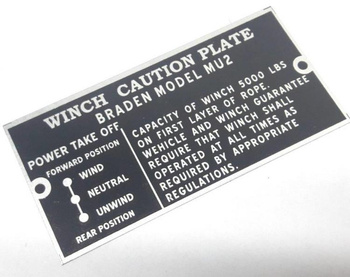 WINCH CAUTION PLATE
BRADEN MODEL MU2
POWER TAKE OFF
FORWARD POSITION
WIND
NEUTRAL
UNWIND
REAR POSITION
CAPACITY OF WINCH 5000 LBS
ON FIRST LAYER OF ROPE.
VEHICLE AND WINCH GUARANTEE
REQUIRE THAT WINCH SHALL
OPERATED AT ALL TIMES AS
REQUIRED BY APPROPRIATE
REGULATIONS.